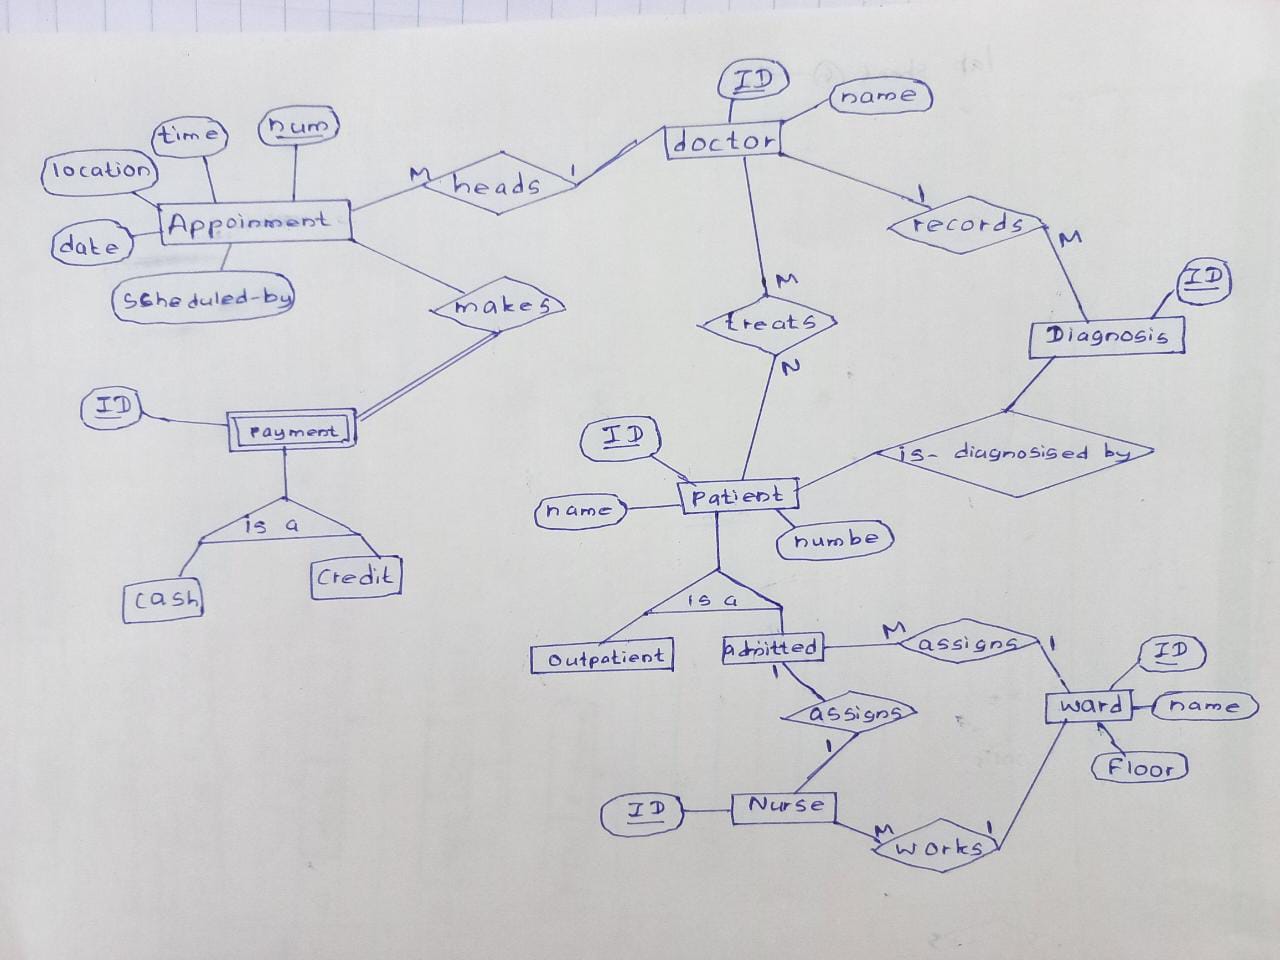 ID
name
doctor
time
num
location
Appoinment
date
scheduled-by
M
heads
1
1
records
M
makes
M
treats
N
ID
Diagnosis
is- diagnosised by
ID
Payment
is a
cash
credit
ID
name
Patient
numbe
is a
outpatient
admitted
M
assigns
1
ID
ward
name
Floor
1
assigns
1
ID
Nurse
M
works
1